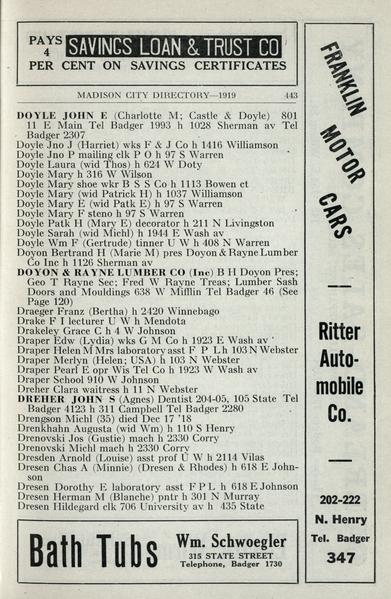 PAYS 4 SAVINGS LOAN & TRUST CO
PER CENT ON SAVINGS CERTIFICATES
MADISON CITY DIRECTORY—1919 443
DOYLE JOHN E (Charlotte M; Castle & Doyle) 801
11 E Main Tel Badger 1993 h 1028 Sherman av Tel
Badger 2307
Doyle Jno J (Harriet) wks F & J Co h 1416 Williamson
Doyle Jno P mailing clk P O h 97 S Warren
Doyle Laura (wid Thos) h 624 W Doty
Doyle Mary h 316 W Wilson
Doyle Mary shoe wkr B S S Co h 1113 Bowen ct
Doyle Mary (wid Patrick H) h 1037 Williamson
Doyle Mary E (wid Patk E) h 97 S Warren
Doyle Mary F steno h 97 S Warren
Doyle Patk H (Mary E) decorator h 211 N Livingston
Doyle Sarah (wid Michl) h 1944 E Wash av
Doyle Wm F (Gertrude) tinner U W h 408 N Warren
Doyon Bertrand H (Marie M) pres Doyon & Rayne Lumber
Co Inc h 1126 Sherman av
DOYON & RAYNE LUMBER CO (Inc) B H Doyon Pres;
Geo T Rayne Sec; Fred W Rayne Treas; Lumber Sash
Doors and Mouldings 638 W Mifflin Tel Badger 46 (See
Page 120)
Draeger Franz (Bertha) h 2420 Winnebago
Drake F I lecturer U W h Mendota
Drakeley Grace C h 4 W Johnson
Draper Edw (Lydia) wks G M Co h 1923 E Wash av
Draper Helen M Mrs laboratory asst F P L h 103 N Webster
Draper Merlyn (Helen; USA) h 103 N Webster
Draper Pearl E opr Wis Tel Co h 1923 W Wash av
Draper School 910 W Johnson
Dreher Clara waitress h 11 N Webster
DREHER JOHN S (Agnes) Dentist 204-05, 105 State Tel
Badger 4123 h 311 Campbell Tel Badger 2280
Drengson Michl (35) died Dec 17 '18
Drenkhahn Augusta (wid Wm) h 110 S Henry
Drenovski Jos (Gustie) mach h 2330 Corry
Drenovski Michl mach h 2330 Corry
Dresden Arnold (Louise) asst prof U W h 2114 Vilas
Dresen Chas A (Minnie) (Dresen & Rhodes) h 618 E John-
son
Dresen Dorothy E laboratory asst F P L h 618 E Johnson
Dresen Herman M (Blanche) pntr h 301 N Murray
Dresen Hildegard clk 706 University av h 435 State
Bath Tubs
Wm. Schwoegler
315 STATE STREET
Telephone, Badger 1730
FRANKLIN MOTOR CARS
Ritter
Auto-
mobile
Co.
202-222
N. Henry
Tel. Badger
347